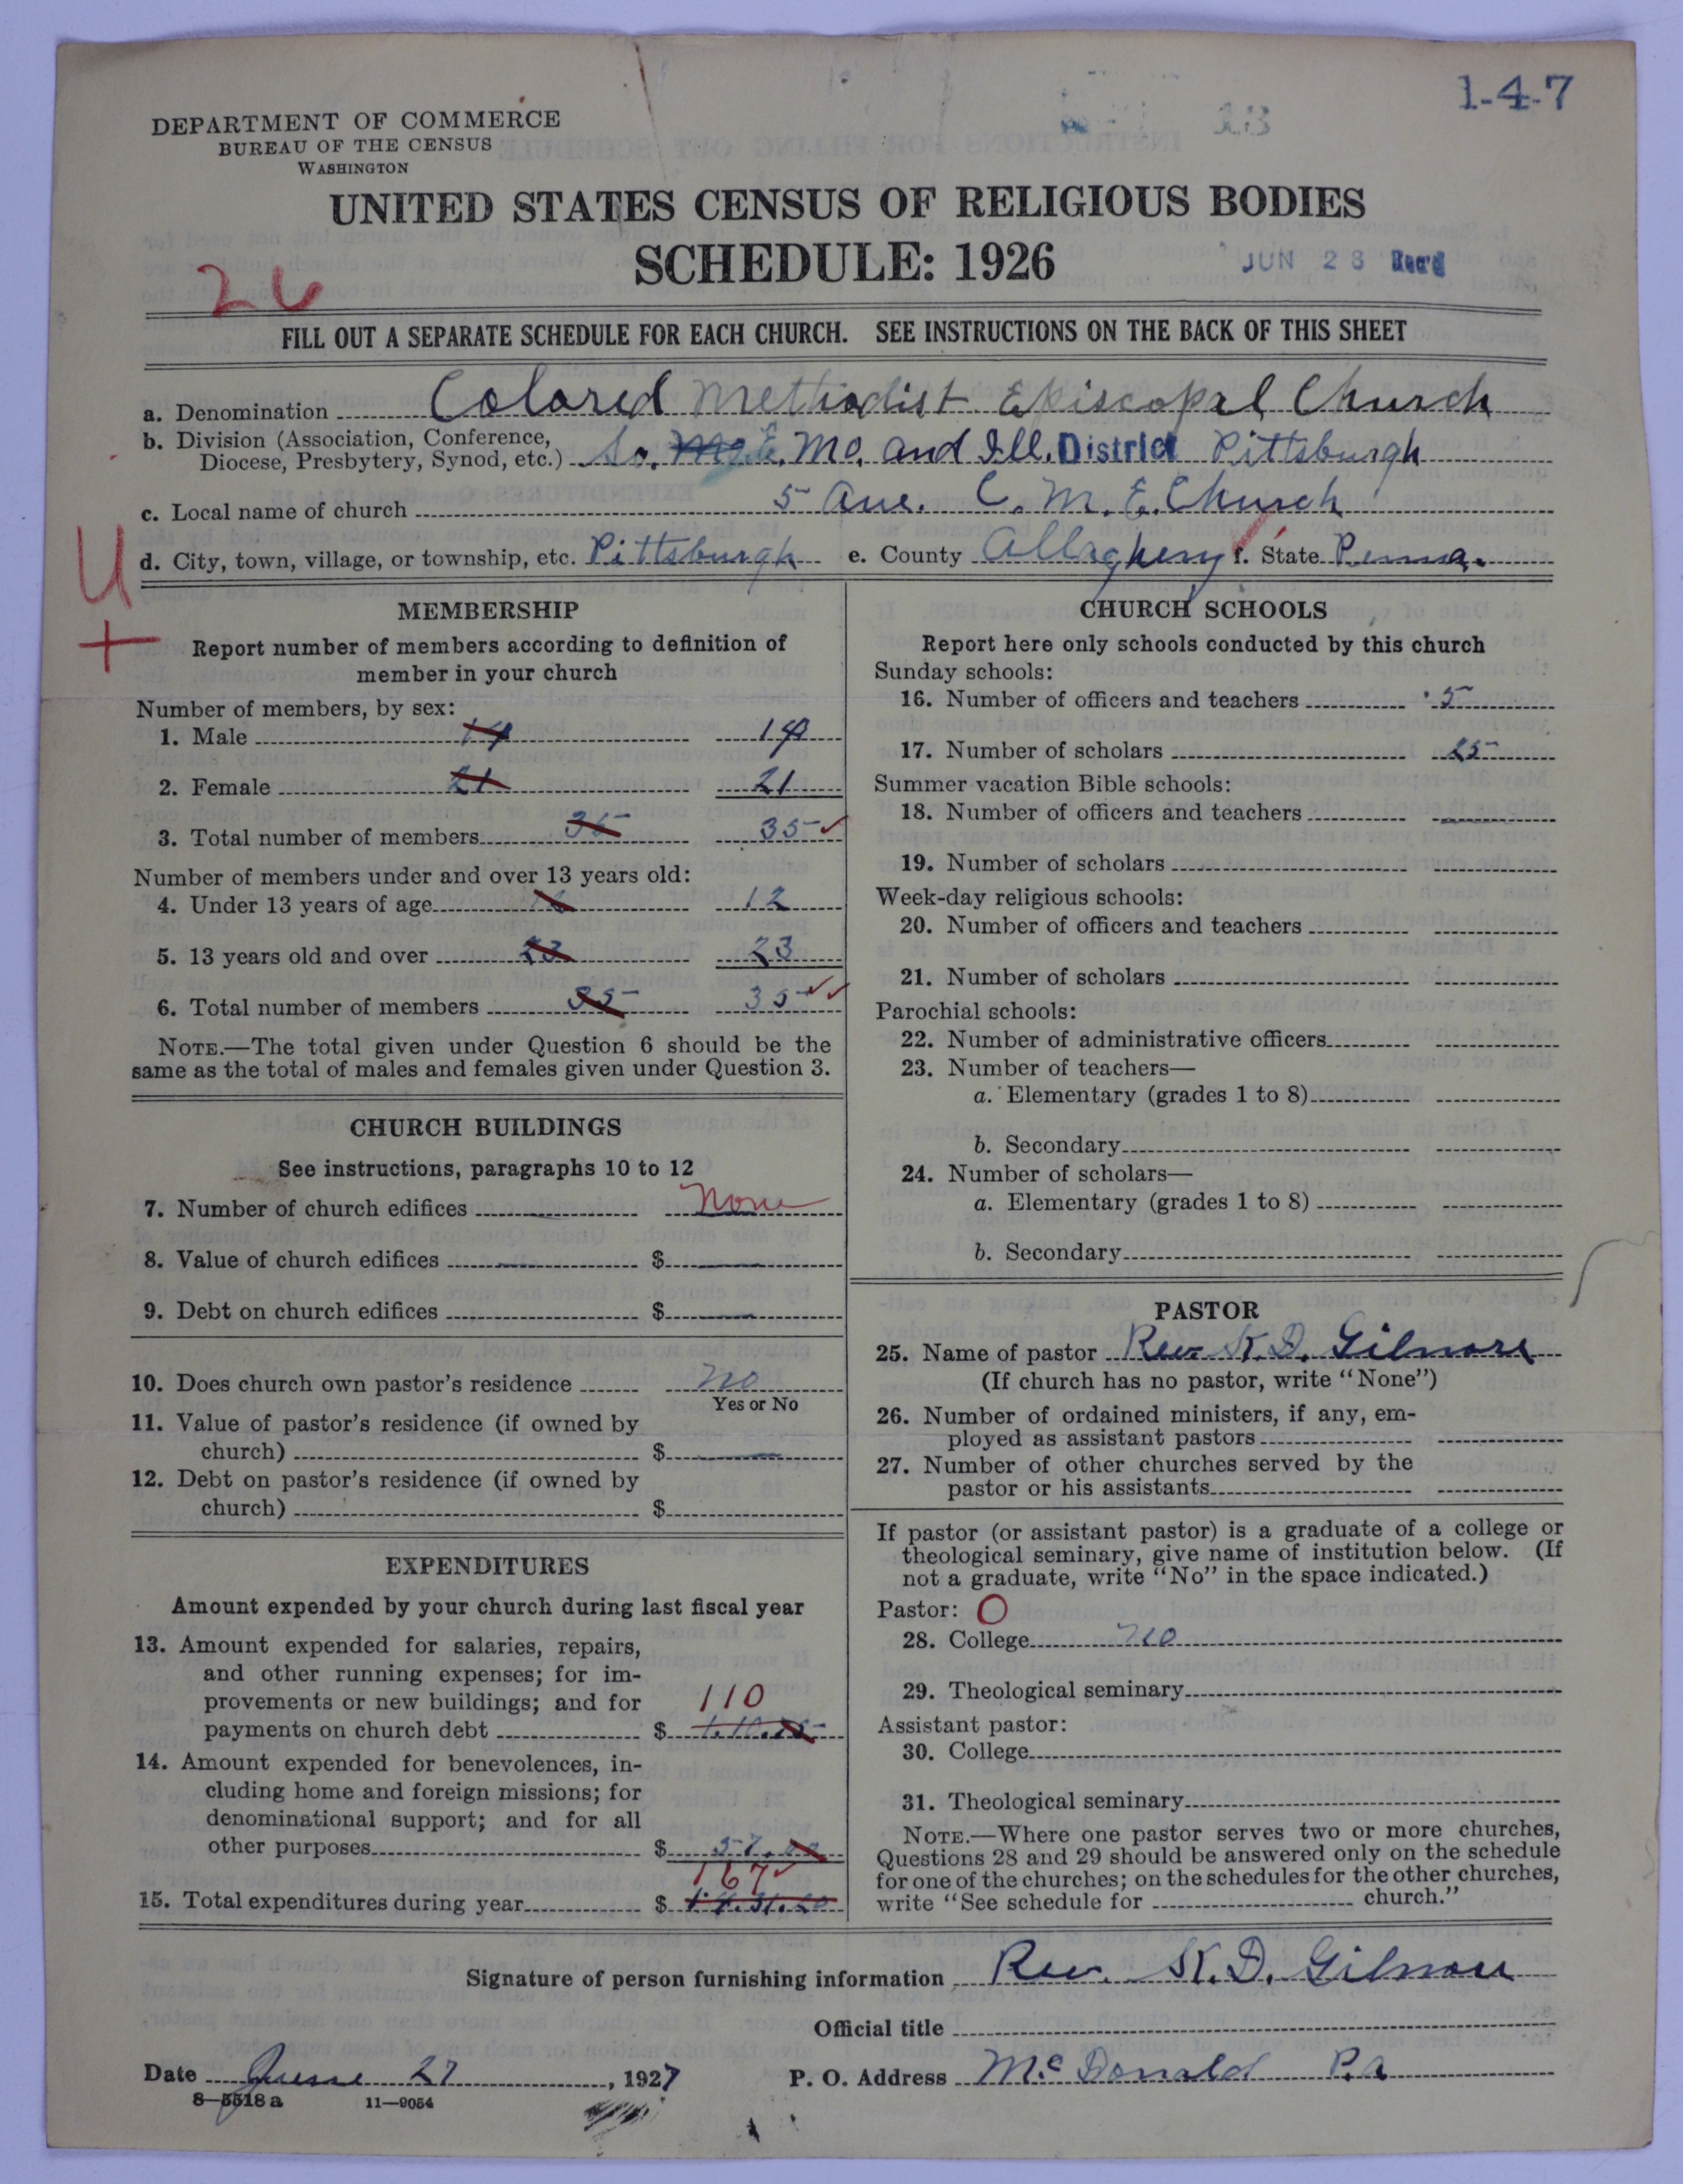 1-4-7
DEPARTMENT OF COMMERCE
BUREAU OF THE CENSUS
WASHINGTON
UNITED STATES CENSUS OF RELIGIOUS BODIES
SCHEDULE: 1926
JUN 28 Rec'd
26
FILL OUT A SEPARATE SCHEDULE FOR EACH CHURCH. SEE INSTRUCTIONS ON THE BACK OF THIS SHEET
a. Denomination Colored Methodist Episcopal Church
b. Division (Association, Conference,
Diocese, Presbytery, Synod, etc.) So. E. Mo. and Ill. District Pittsburgh
c. Local name of church 5 Ave. C. M. E. Church
d. City, town, village, or township, etc. Pittsburgh e. County Allagheny f. State Penna.
U
+
MEMBERSHIP
Report number of members according to definition of
member in your church
Number of members, by sex:
1. Male 14 14
2. Female 21 21
3. Total number of members 35 35
Number of members under and over 13 years old:
4. Under 13 years of age 12 12
5. 13 years old and over 23 23
6. Total number of members 35 35
NOTE.—The total given under Question 6 should be the
same as the total of males and females given under Question 3.
CHURCH BUILDINGS
See instructions, paragraphs 10 to 12
7. Number of church edifices None
8. Value of church edifices $
9. Debt on church edifices $
10. Does church own pastor's residence No
Yes or No
11. Value of pastor's residence (if owned by
church) $
12. Debt on pastor's residence (if owned by
church) $
EXPENDITURES
Amount expended by your church during last fiscal year
13. Amount expended for salaries, repairs,
and other running expenses; for im-
provements or new buildings; and for
110
payments on church debt $
14. Amount expended for benevolences, in-
cluding home and foreign missions; for
denominational support; and for all
other purposes $ 57.
167
15. Total expenditures during year $
CHURCH SCHOOLS
Report here only schools conducted by this church
Sunday schools:
16. Number of officers and teachers 5
17. Number of scholars 25
Summer vacation Bible schools:
18. Number of officers and teachers
19. Number of scholars
Week-day religious schools:
20. Number of officers and teachers
21. Number of scholars
Parochial schools:
22. Number of administrative officers
23. Number of teachers—
a. Elementary (grades 1 to 8)
b. Secondary
24. Number of scholars—
a. Elementary (grades 1 to 8)
b. Secondary
PASTOR
25. Name of pastor Rev K. D. Gilmore
(If church has no pastor, write "None")
26. Number of ordained ministers, if any, em-
ployed as assistant pastors
27. Number of other churches served by the
pastor or his assistants
If pastor (or assistant pastor) is a graduate of a college or
theological seminary, give name of institution below. (If
not a graduate, write "No" in the space indicated.)
Pastor: O
28. College no
29. Theological seminary
Assistant pastor:
30. College
31. Theological seminary
NOTE.—Where one pastor serves two or more churches,
Questions 28 and 29 should be answered only on the schedule
for one of the churches; on the schedules for the other churches,
write "See schedule for church."
Signature of person furnishing information Rev. K. D. Gilmore
Official title
Date June 27, 1927 P. O. Address McDonald Pa
8—5518 a 11—9054